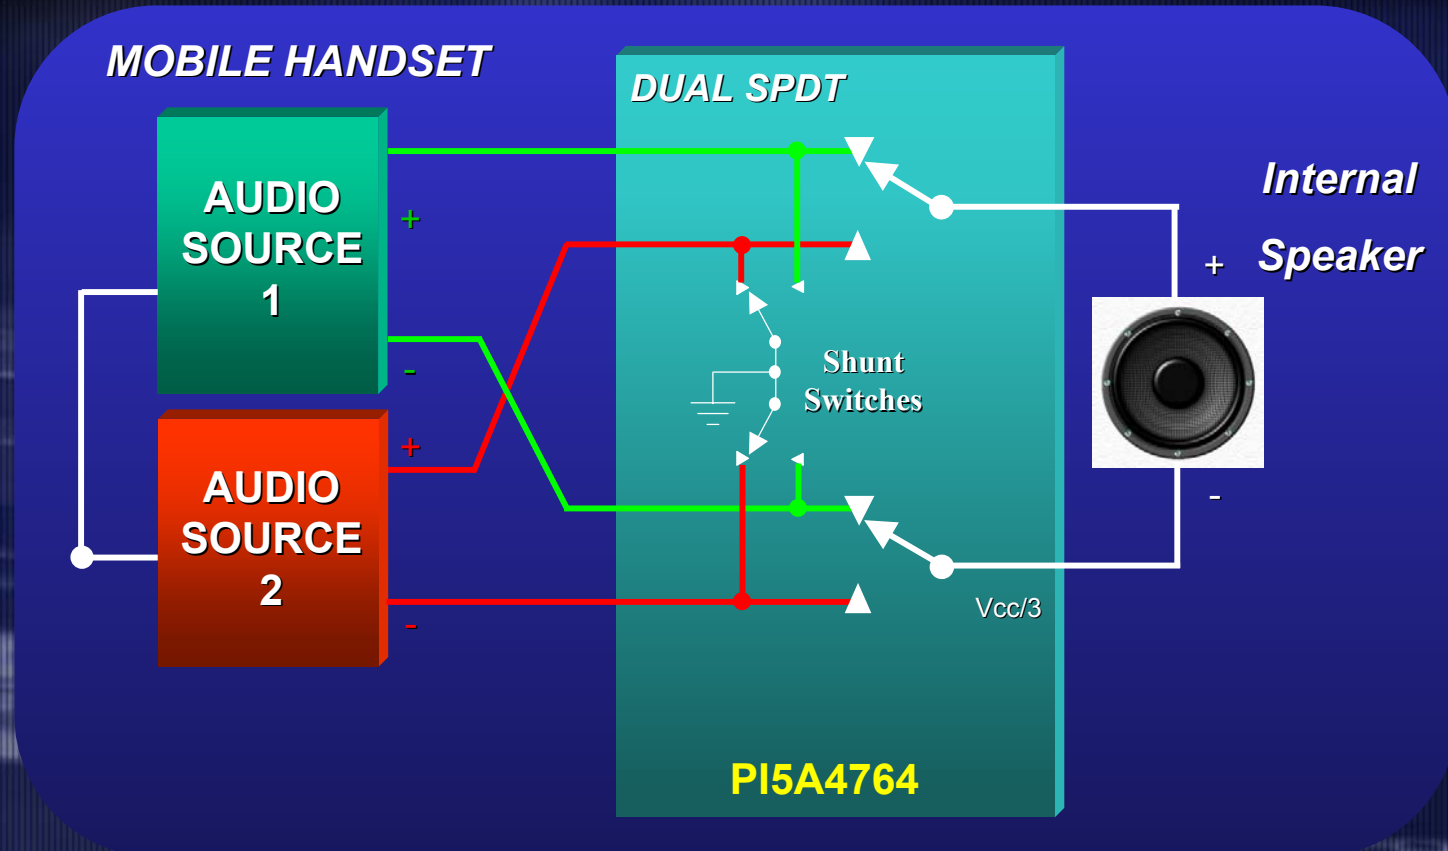 MOBILE HANDSET
DUAL SPDT
AUDIO
SOURCE
1
+
-
AUDIO
SOURCE
2
+
-
Shunt
Switches
Vcc/3
PI5A4764
Internal
Speaker
+
-